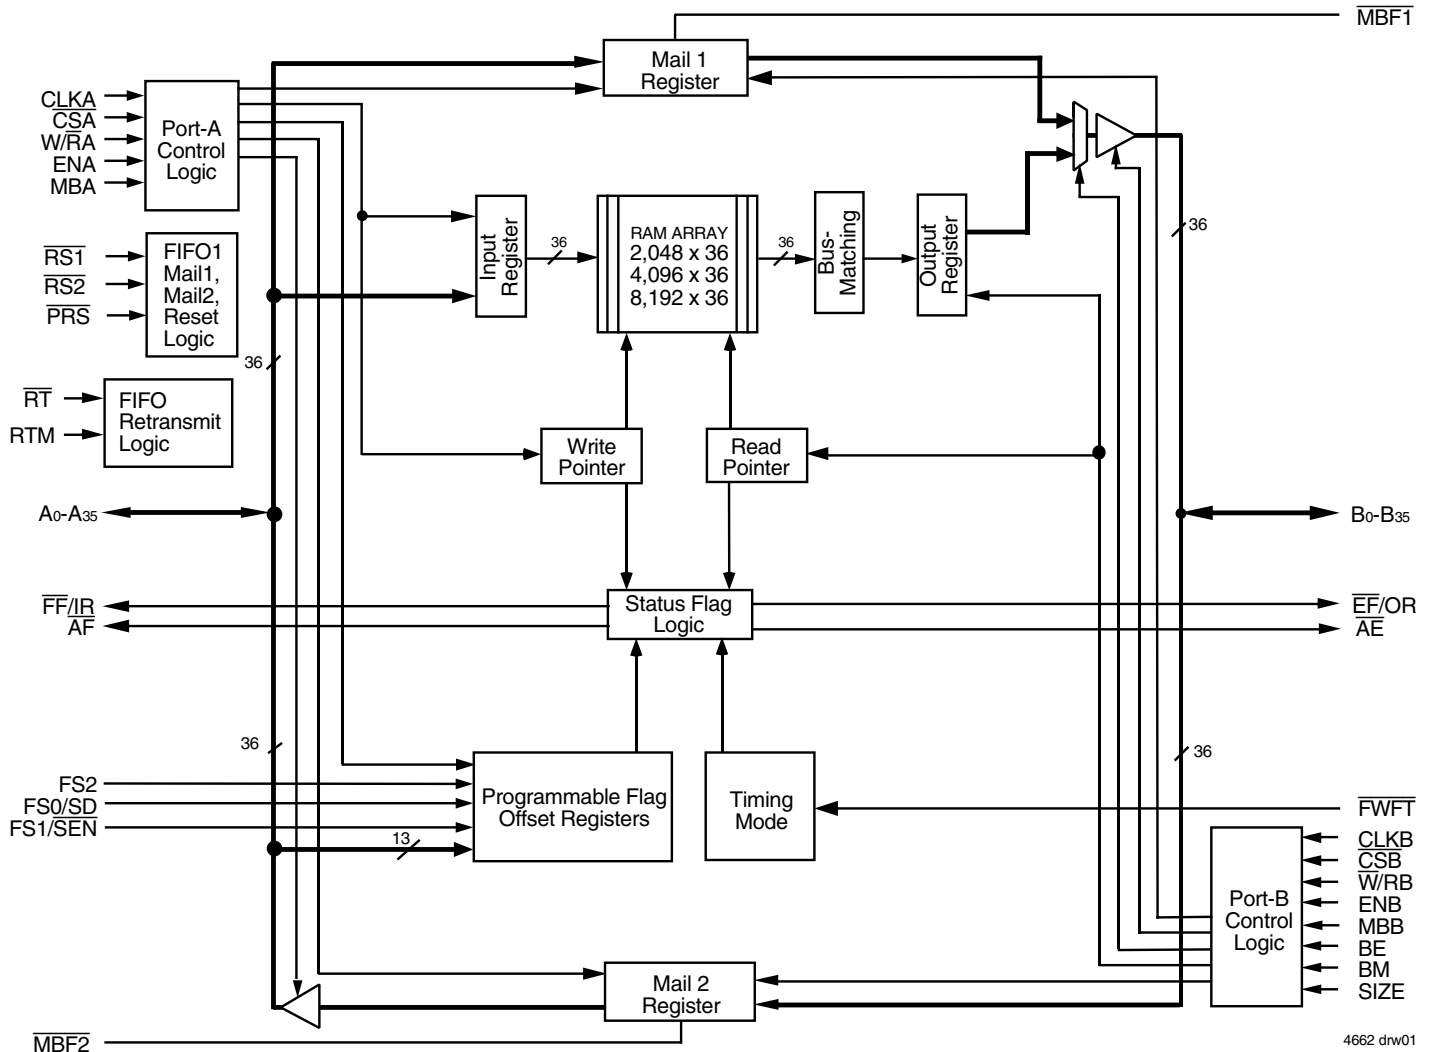 MBF1
Mail 1
Register
CLKA
CSA
W/RA
ENA
MBA
Port-A
Control
Logic
RS1
RS2
PRS
FIFO1
Mail1,
Mail2,
Reset
Logic
RT
RTM
FIFO
Retransmit
Logic
Input
Register
36
RAM ARRAY
2,048 x 36
4,096 x 36
8,192 x 36
36
Bus-
Matching
Output
Register
36
36
Write
Pointer
Read
Pointer
A0-A35
B0-B35
FF/IR
AF
Status Flag
Logic
EF/OR
AE
36
36
FS2
FS0/SD
FS1/SEN
13
Programmable Flag
Offset Registers
Timing
Mode
FWFT
Port-B
Control
Logic
CLKB
CSB
W/RB
ENB
MBB
BE
BM
SIZE
Mail 2
Register
MBF2
4662 drw01